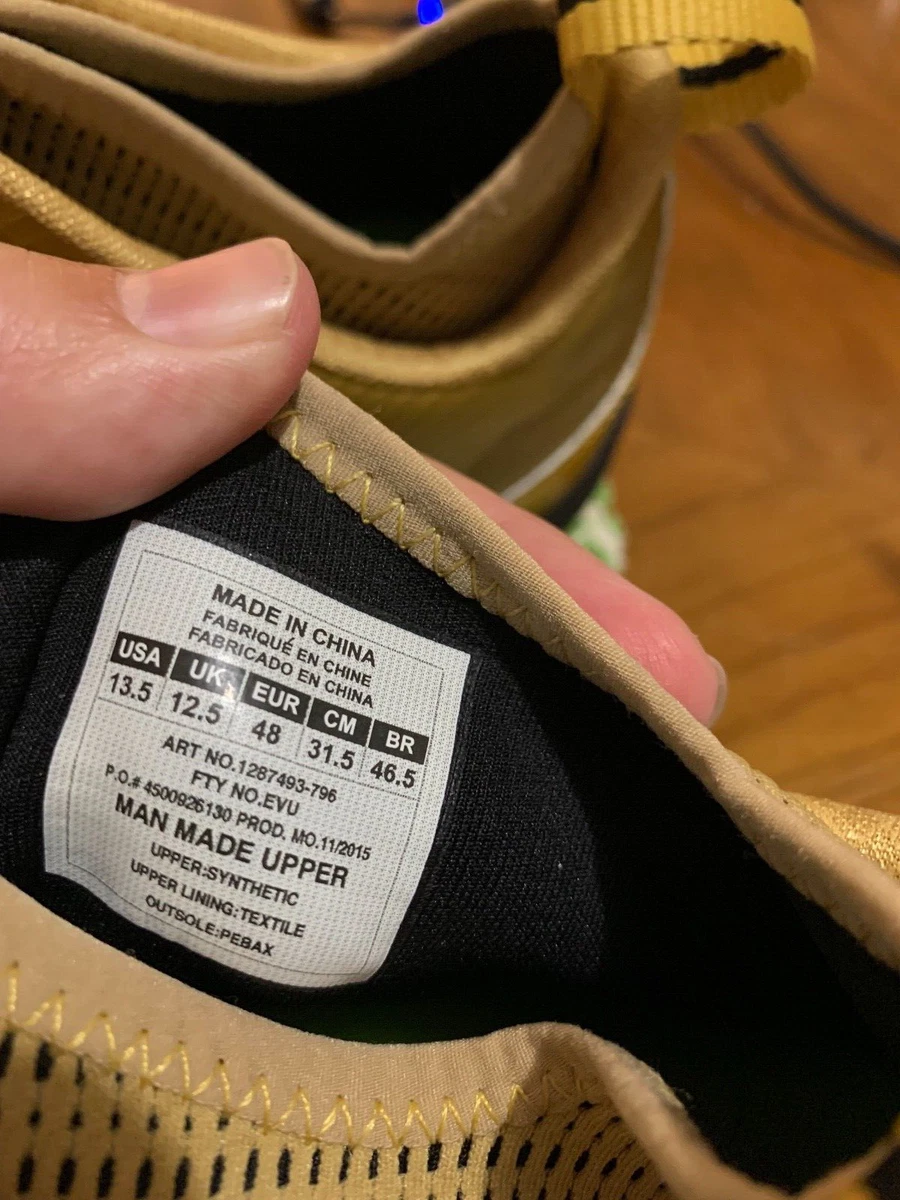 MADE IN CHINA
FABRIQUÉ EN CHINE
FABRICADO EN CHINA
USA UK EUR CM BR
13.5 12.5 48 31.5 46.5
ART NO.1287493-796
FTY NO.EVU
P.O.# 4500926130 PROD. MO.11/2015
MAN MADE UPPER
UPPER:SYNTHETIC
UPPER LINING:TEXTILE
OUTSOLE:PEBAX